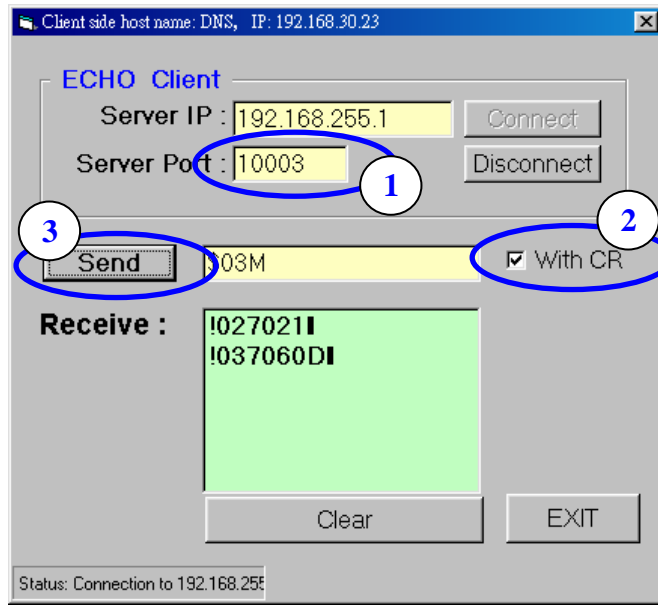 Client side host name: DNS,  IP: 192.168.30.23
ECHO Client
Server IP : 192.168.255.1 Connect
Server Port : 10003 Disconnect
1
3
2
Send 03M With CR
Receive : !027021
!037060D
Clear EXIT
Status: Connection to 192.168.255